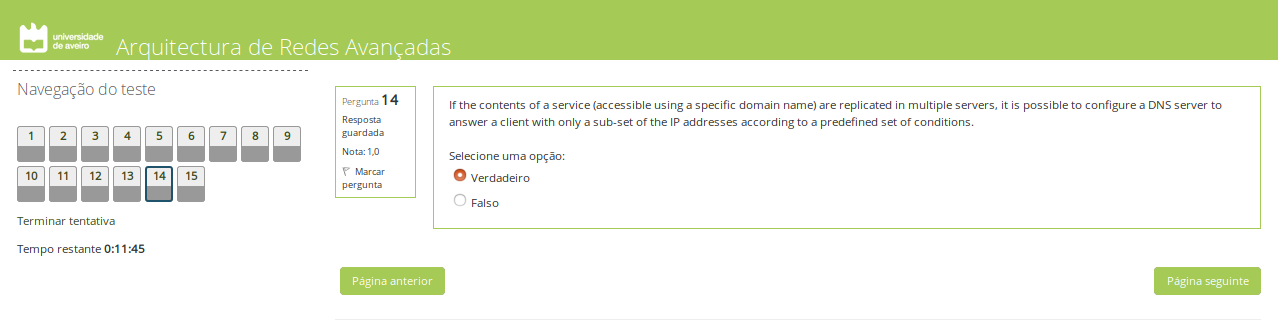 universidade
de aveiro
Arquitectura de Redes Avançadas
Navegação do teste
1 2 3 4 5 6 7 8 9
10 11 12 13 14 15
Terminar tentativa
Tempo restante 0:11:45
Pergunta 14
Resposta
guardada
Nota: 1,0
Marcar
pergunta
If the contents of a service (accessible using a specific domain name) are replicated in multiple servers, it is possible to configure a DNS server to
answer a client with only a sub-set of the IP addresses according to a predefined set of conditions.
Selecione uma opção:
Verdadeiro
Falso
Página anterior
Página seguinte